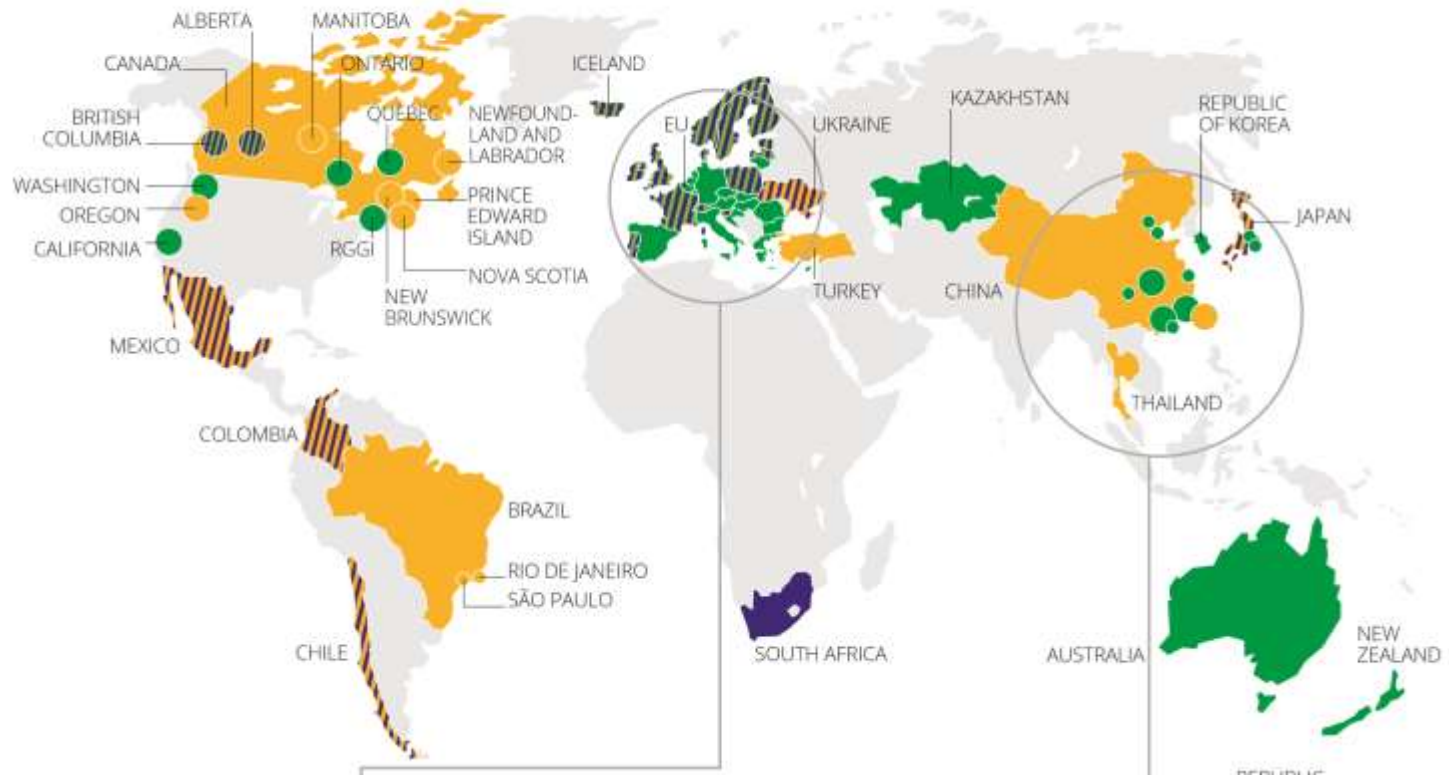 ALBERTA
MANITOBA
CANADA
ONTARIO
ICELAND
BRITISH
COLUMBIA
QUEBEC
NEWFOUND-
LAND AND
LABRADOR
EU
UKRAINE
KAZAKHSTAN
REPUBLIC
OF KOREA
WASHINGTON
OREGON
CALIFORNIA
RGGI
PRINCE
EDWARD
ISLAND
NOVA SCOTIA
NEW
BRUNSWICK
JAPAN
TURKEY
CHINA
MEXICO
THAILAND
COLOMBIA
BRAZIL
RIO DE JANEIRO
SÃO PAULO
CHILE
SOUTH AFRICA
AUSTRALIA
NEW
ZEALAND
REPUBLIC